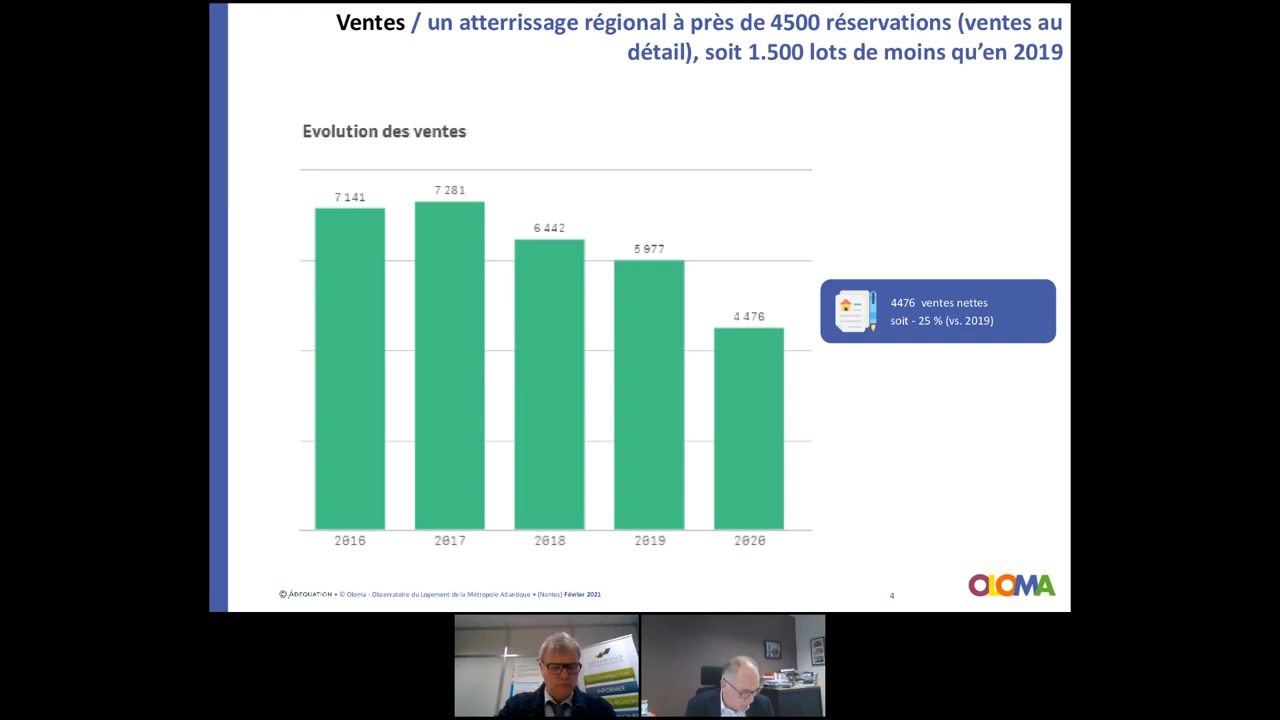 Ventes / un atterrissage régional à près de 4500 réservations (ventes au
détail), soit 1.500 lots de moins qu’en 2019
Evolution des ventes
7 141
7 281
6 442
5 977
4 476
2016
2017
2018
2019
2020
4476 ventes nettes
soit - 25 % (vs. 2019)
© ADEQUATION • © Oloma - Observatoire du Logement de la Métropole Atlantique • (Nantes) Février 2021
4
OLOMA
INFORMER